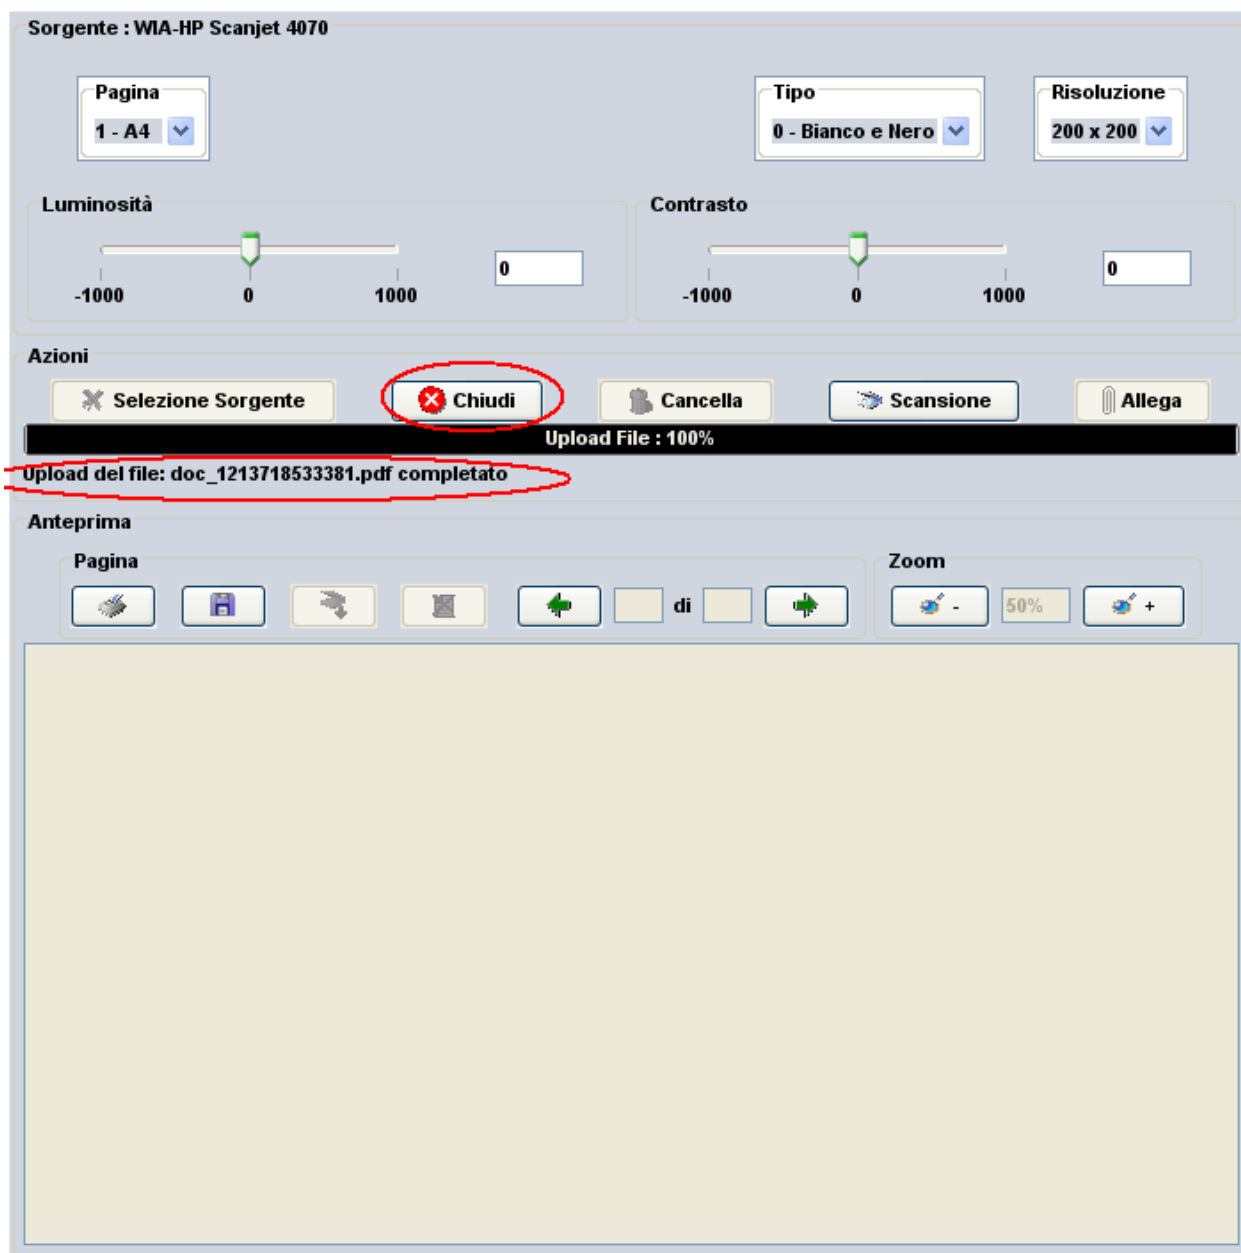 Sorgente : WIA-HP Scanjet 4070
Pagina
1 - A4
Tipo
0 - Bianco e Nero
Risoluzione
200 x 200
Luminosità
-1000 0 1000
0
Contrasto
-1000 0 1000
0
Azioni
Selezione Sorgente Chiudi Cancella Scansione Allega
Upload File : 100%
Upload del file: doc_1213718533381.pdf completato
Anteprima
Pagina
di
Zoom
- 50% +